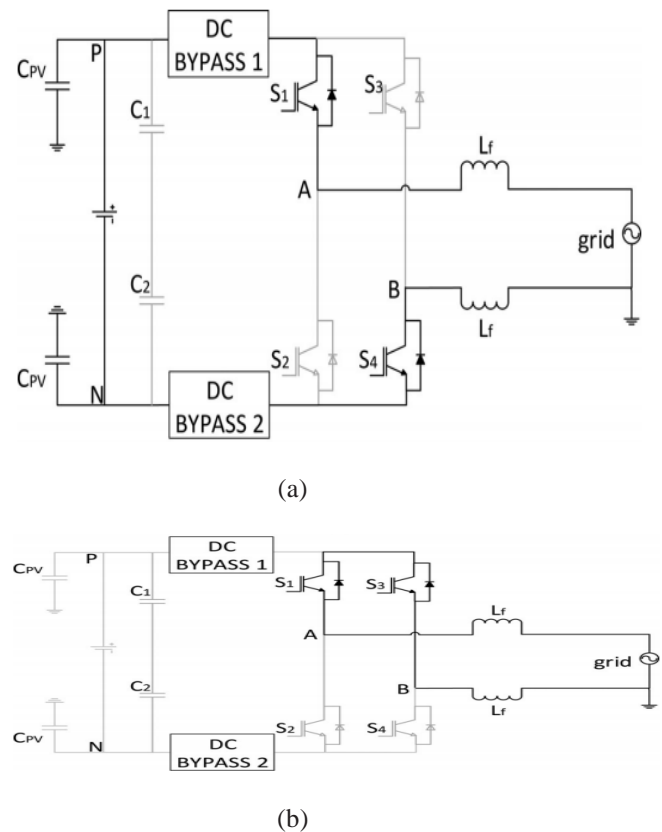 P
DC
BYPASS 1
CPV
C1
S1
S3
Lf
A
+
-
grid
C2
B
Lf
CPV
S2
S4
N
DC
BYPASS 2
(a)
P
DC
BYPASS 1
CPV
C1
S1
S3
Lf
A
+
-
grid
C2
B
Lf
S2
S4
CPV
N
DC
BYPASS 2
(b)